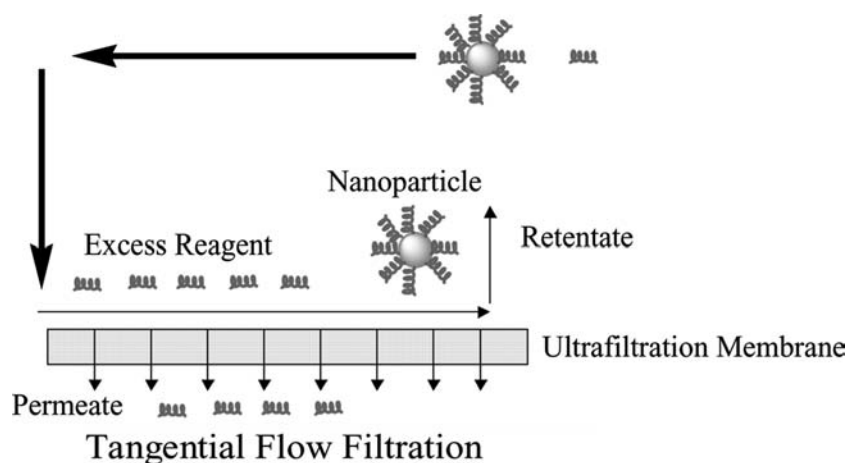 Nanoparticle
Excess Reagent
Retentate
Ultrafiltration Membrane
Permeate
Tangential Flow Filtration